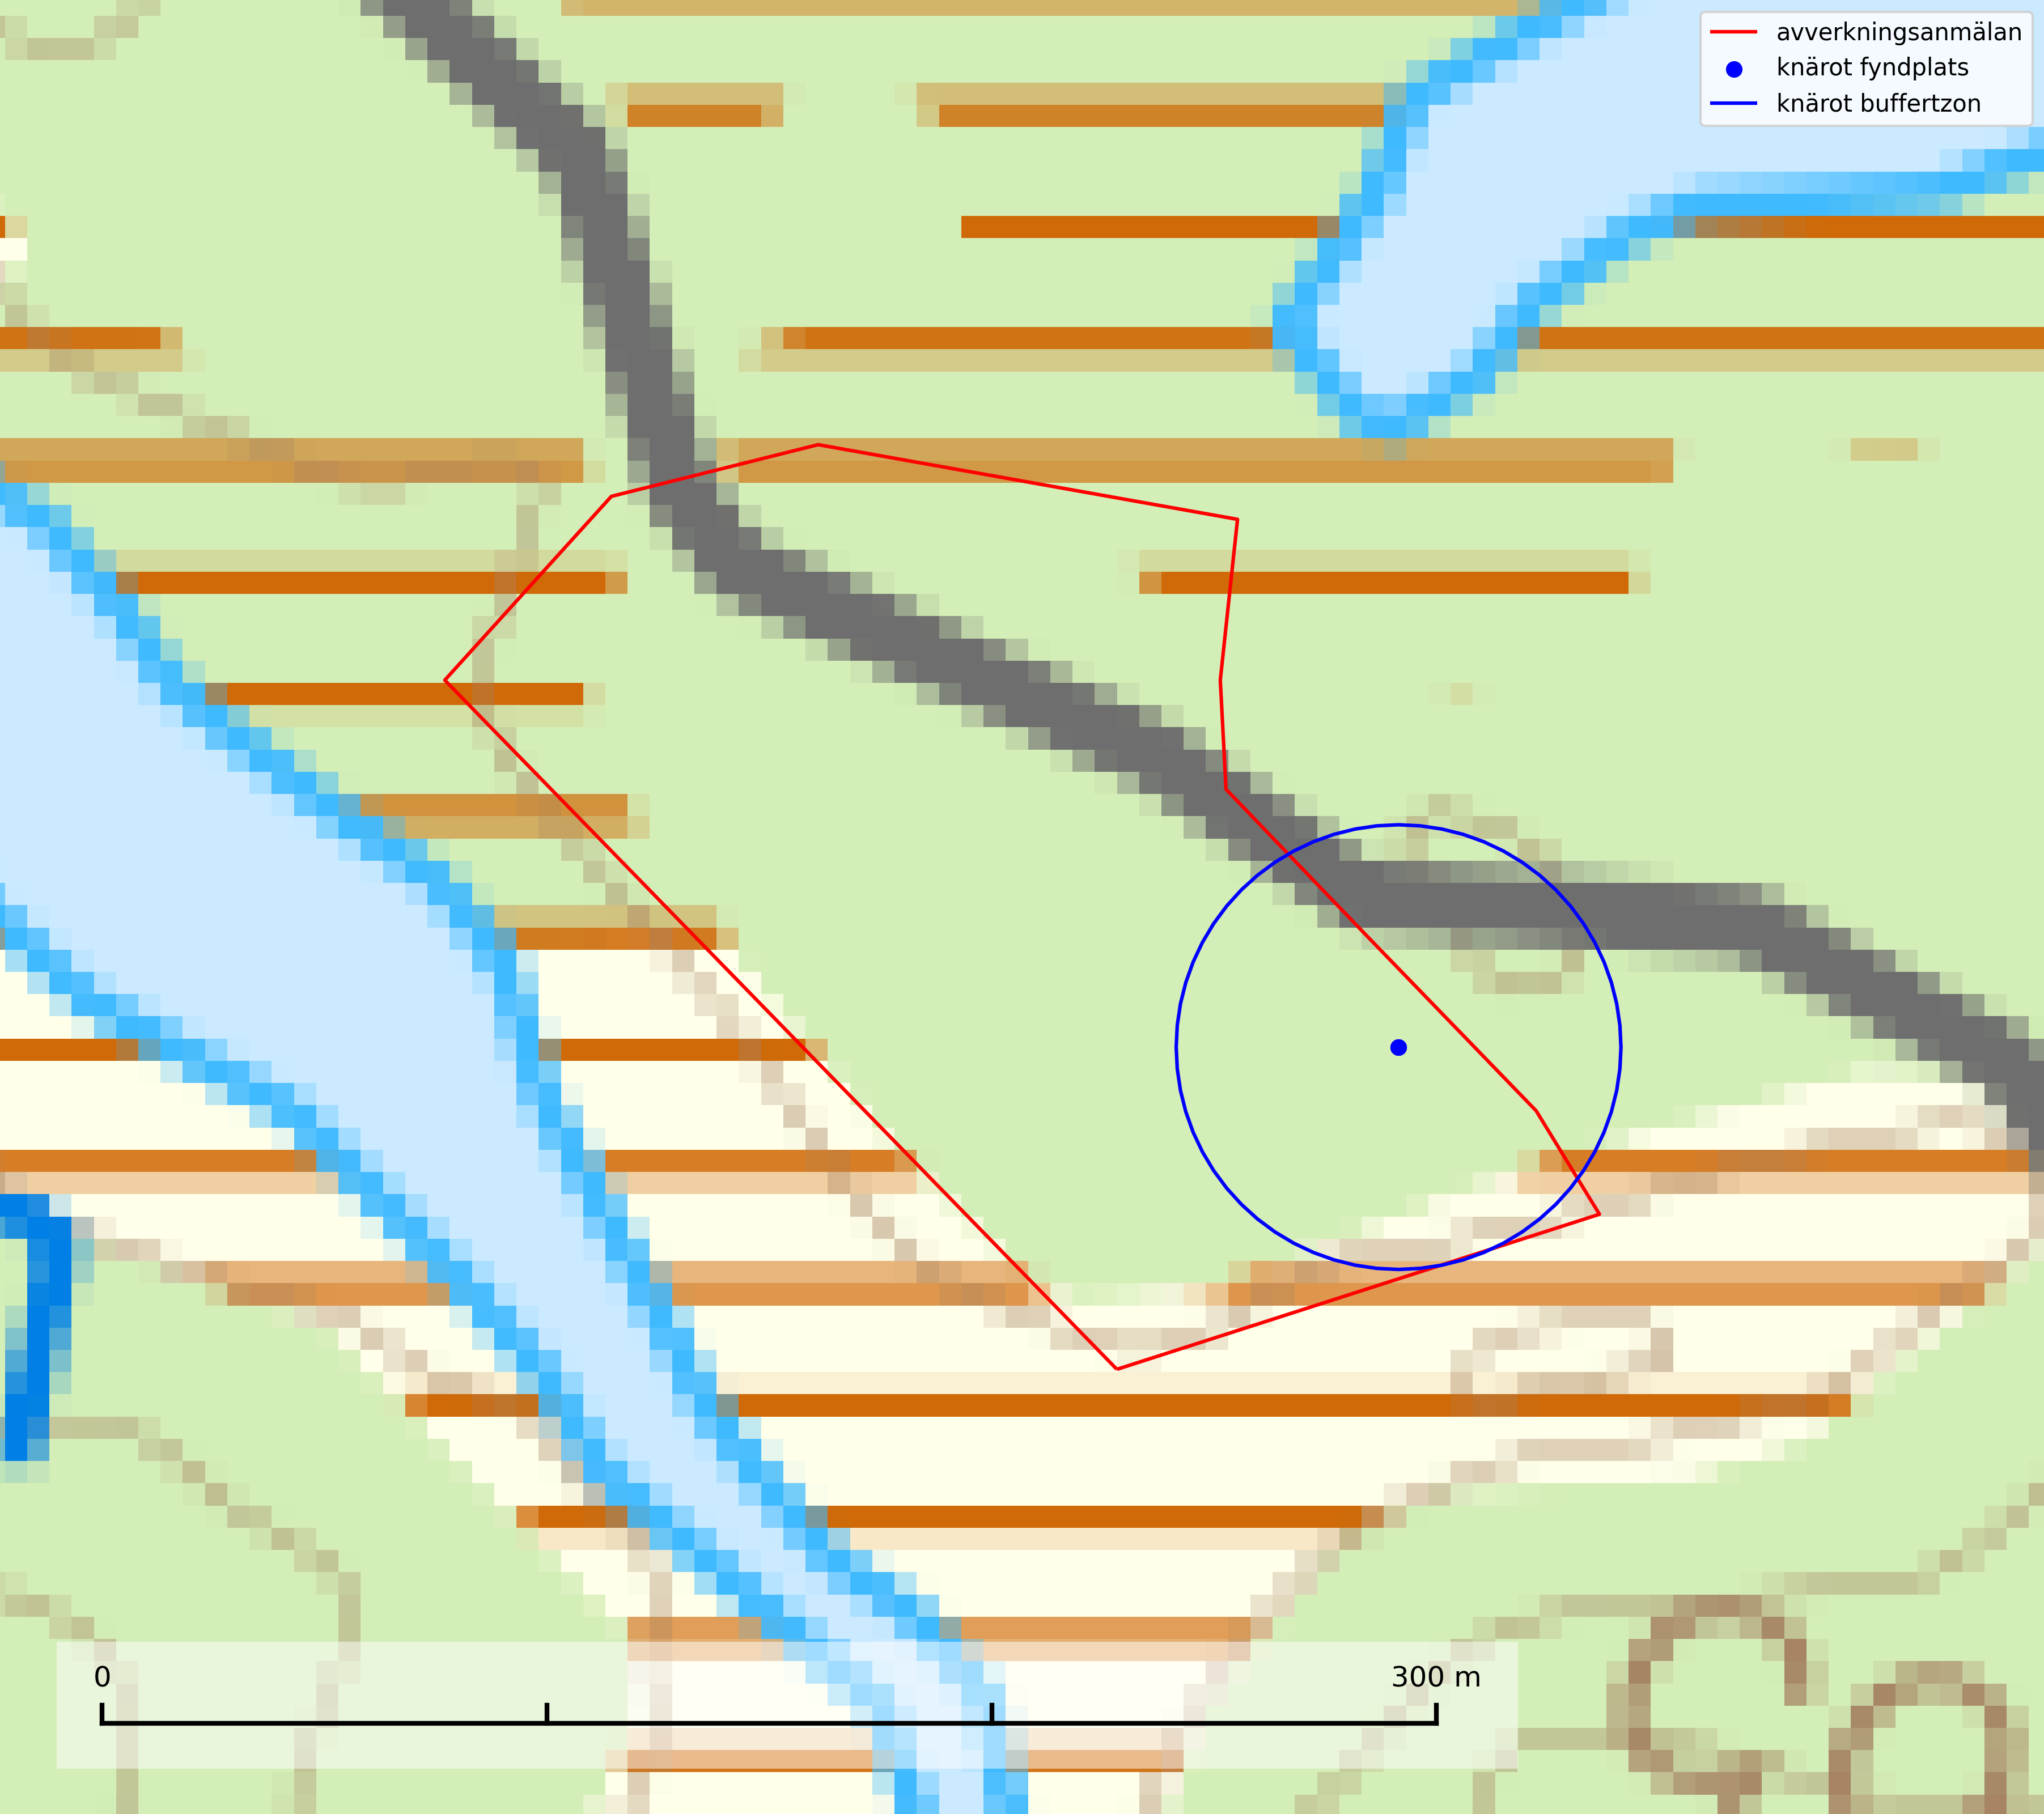 avverkningsanmälan
knärot fyndplats
knärot buffertzon
0 300 m